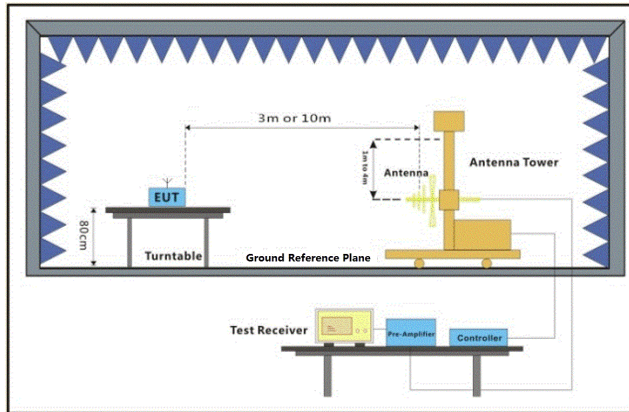 3m or 10m
1m to 4m
Antenna
Antenna Tower
EUT
80cm
Turntable
Ground Reference Plane
Test Receiver
Pre-Amplifier
Controller